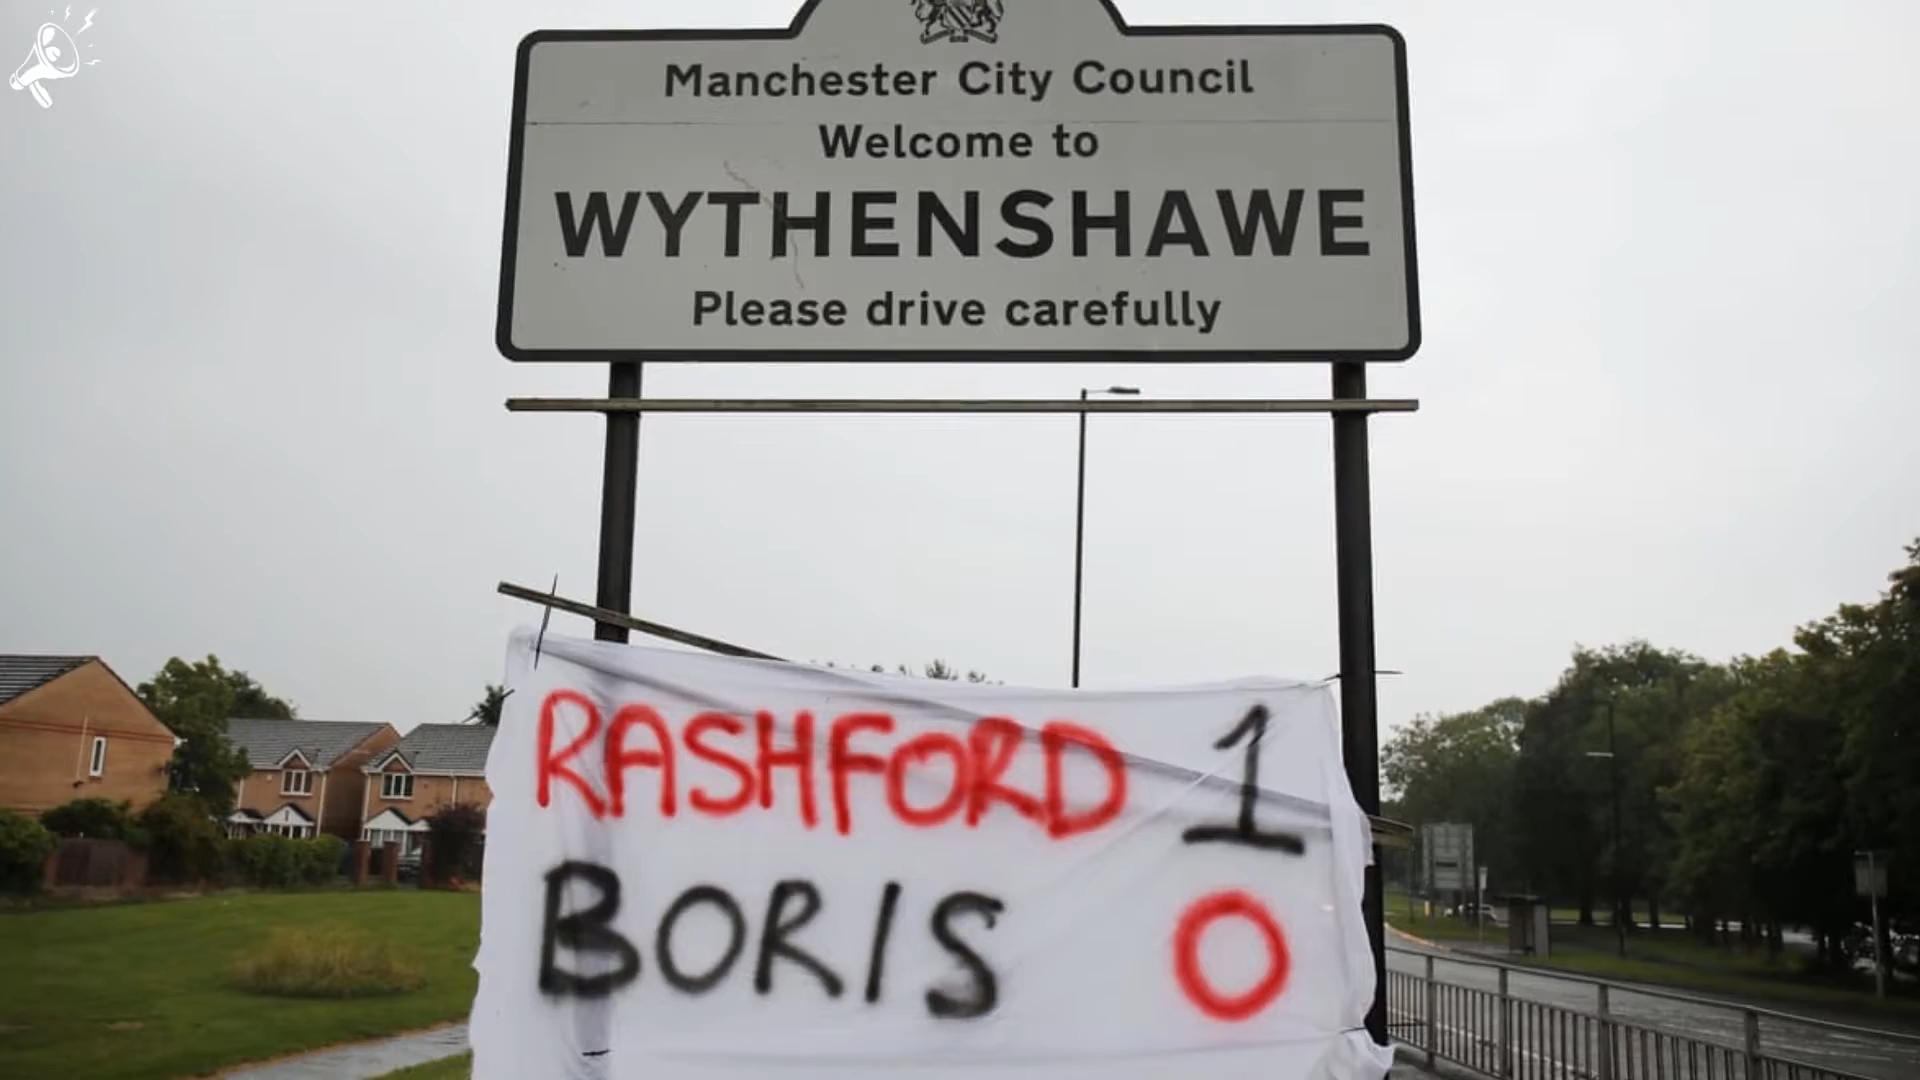 Manchester City Council
Welcome to
WYTHENSHAWE
Please drive carefully
RASHFORD 1
BORIS 0